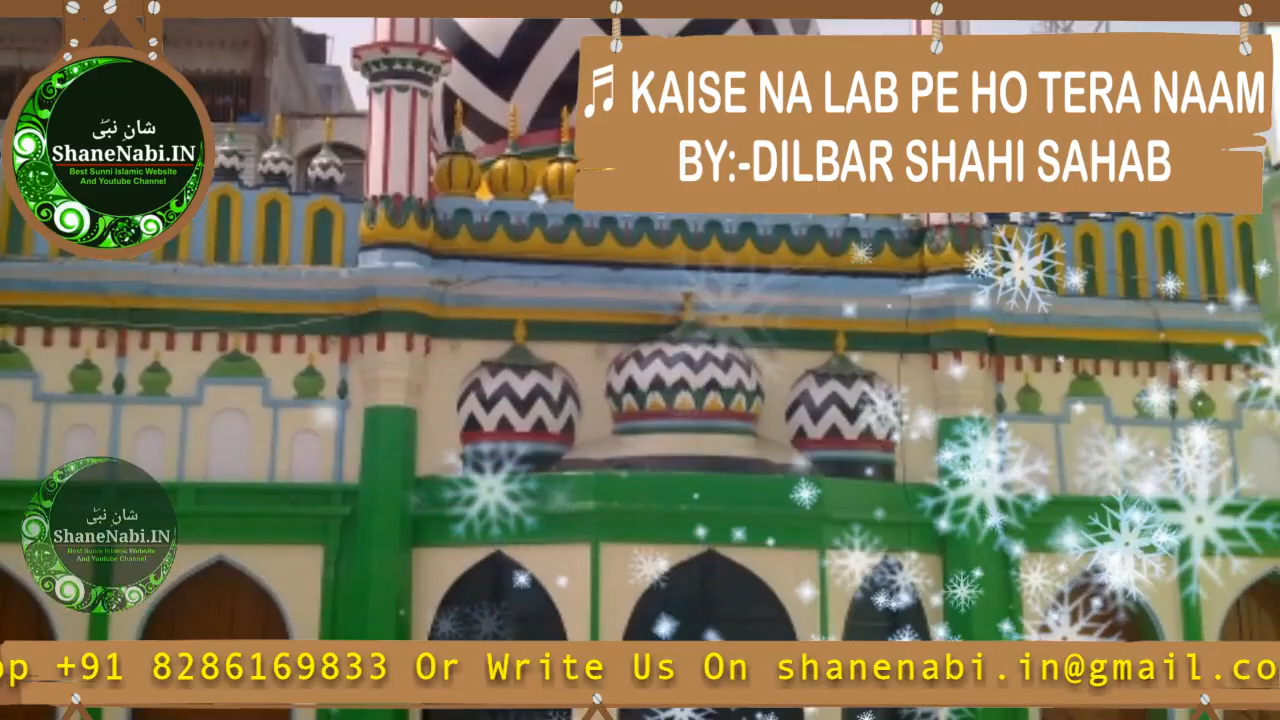 شان نبی
ShaneNabi.IN
Best Sunni Islamic Website
And Youtube Channel
KAISE NA LAB PE HO TERA NAAM
BY:-DILBAR SHAHI SAHAB
شان نبی
ShaneNabi.IN
Best Sunni Islamic Website
And Youtube Channel
+91 8286169833 Or Write Us On shanenabi.in@gmail.co